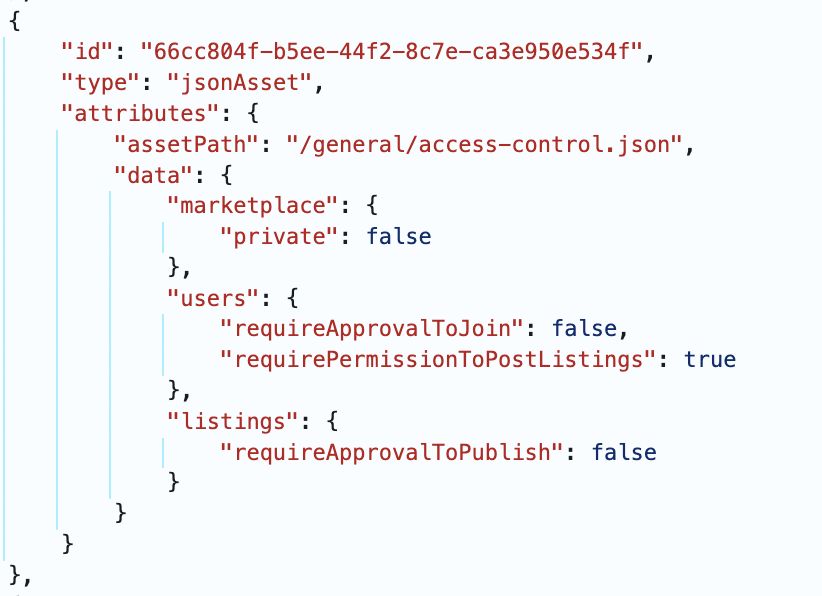 {
    "id": "66cc804f-b5ee-44f2-8c7e-ca3e950e534f",
    "type": "jsonAsset",
    "attributes": {
        "assetPath": "/general/access-control.json",
        "data": {
            "marketplace": {
                "private": false
            },
            "users": {
                "requireApprovalToJoin": false,
                "requirePermissionToPostListings": true
            },
            "listings": {
                "requireApprovalToPublish": false
            }
        }
    }
},